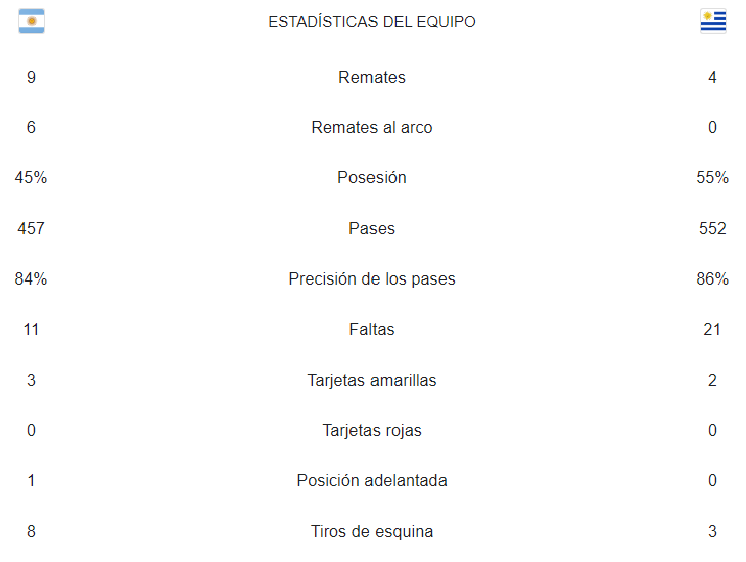 ESTADÍSTICAS DEL EQUIPO
9 Remates 4
6 Remates al arco 0
45% Posesión 55%
457 Pases 552
84% Precisión de los pases 86%
11 Faltas 21
3 Tarjetas amarillas 2
0 Tarjetas rojas 0
1 Posición adelantada 0
8 Tiros de esquina 3